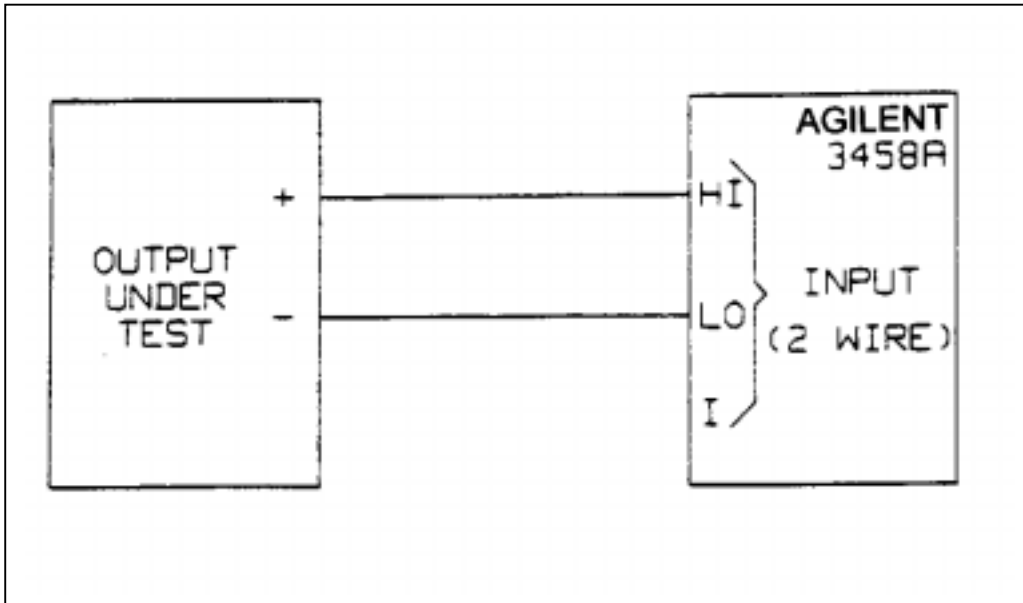 AGILENT
3458A
+
HI
OUTPUT
UNDER
TEST
INPUT
-
LO
(2 WIRE)
I